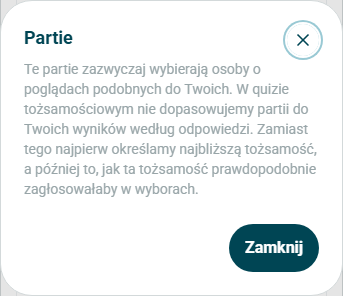 Partie
Te partie zazwyczaj wybierają osoby o
poglądach podobnych do Twoich. W quizie
tożsamościowym nie dopasowujemy partii do
Twoich wyników według odpowiedzi. Zamiast
tego najpierw określamy najbliższą tożsamość,
a później to, jak ta tożsamość prawdopodobnie
zagłosowałaby w wyborach.
Zamknij